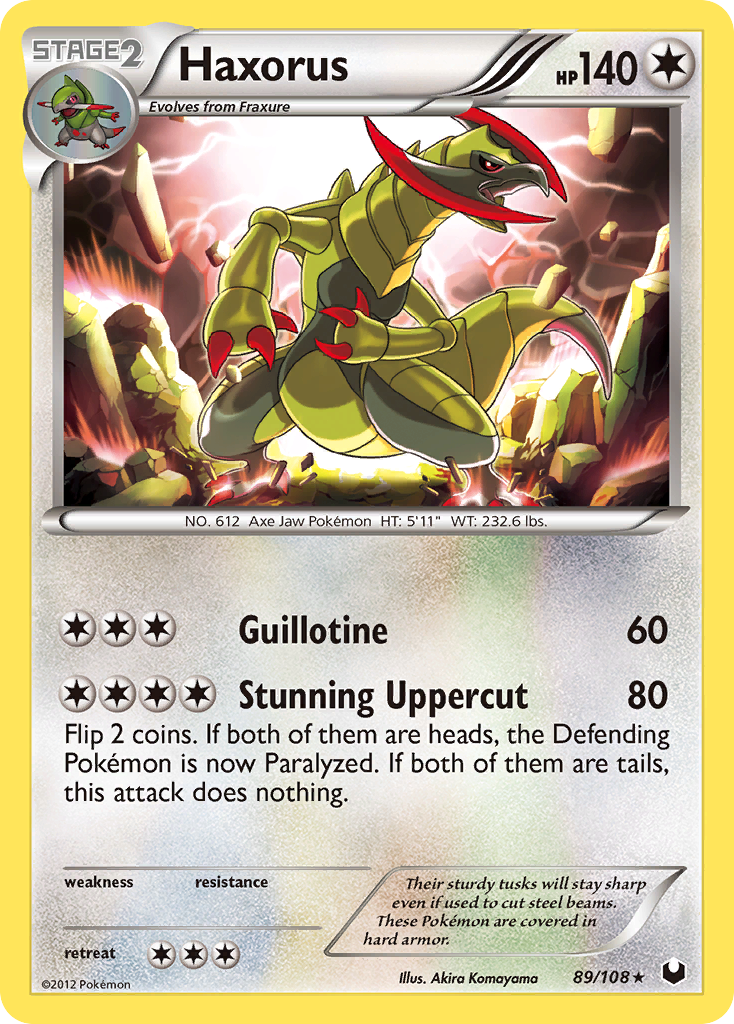 STAGE2
Haxorus
HP 140
Evolves from Fraxure
NO. 612 Axe Jaw Pokémon HT: 5'11" WT: 232.6 lbs.
Guillotine 60
Stunning Uppercut 80
Flip 2 coins. If both of them are heads, the Defending
Pokémon is now Paralyzed. If both of them are tails,
this attack does nothing.
weakness resistance
Their sturdy tusks will stay sharp
even if used to cut steel beams.
These Pokémon are covered in
hard armor.
retreat
©2012 Pokémon
Illus. Akira Komayama 89/108 ★